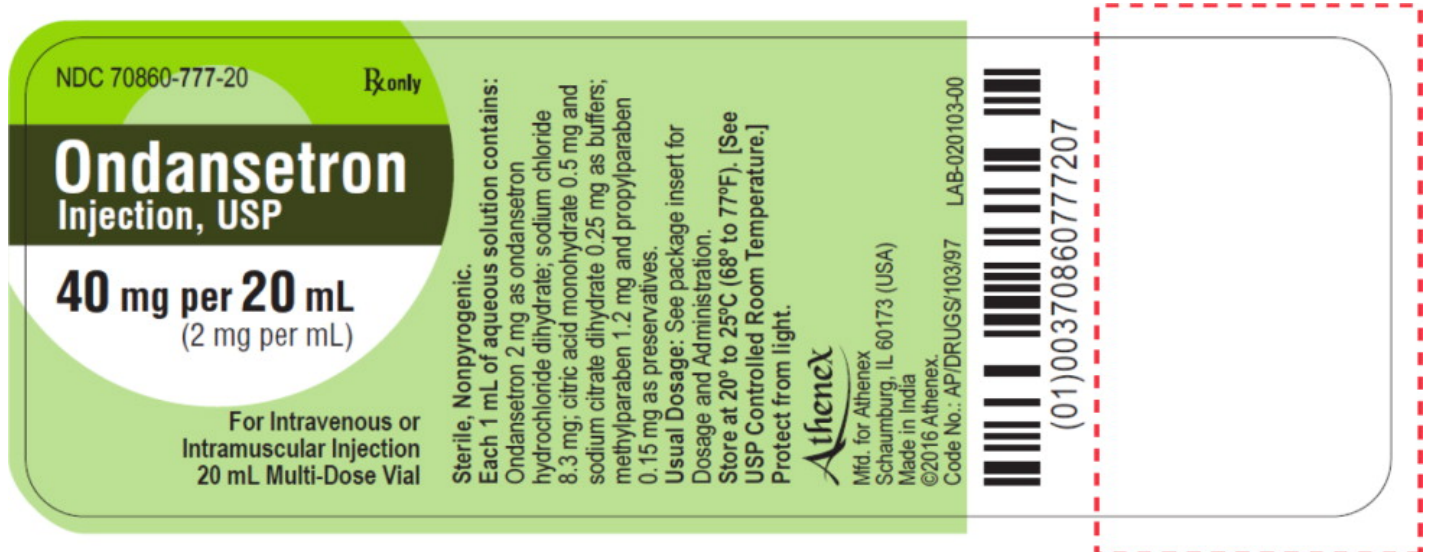 NDC 70860-777-20
Rx only
Ondansetron
Injection, USP
40 mg per 20 mL
(2 mg per mL)
For Intravenous or
Intramuscular Injection
20 mL Multi-Dose Vial
Sterile, Nonpyrogenic.
Each 1 mL of aqueous solution contains:
Ondansetron 2 mg as ondansetron
hydrochloride dihydrate; sodium chloride
8.3 mg; citric acid monohydrate 0.5 mg and
sodium citrate dihydrate 0.25 mg as buffers;
methylparaben 1.2 mg and propylparaben
0.15 mg as preservatives.
Usual Dosage: See package insert for
Dosage and Administration.
Store at 20º to 25ºC (68º to 77ºF). [See
USP Controlled Room Temperature.]
Protect from light.
Athenex
Mfd. for Athenex
Schaumburg, IL 60173 (USA)
Made in India
©2016 Athenex.
Code No.: AP/DRUGS/103/97 LAB-020103-00
(01)00370860777207